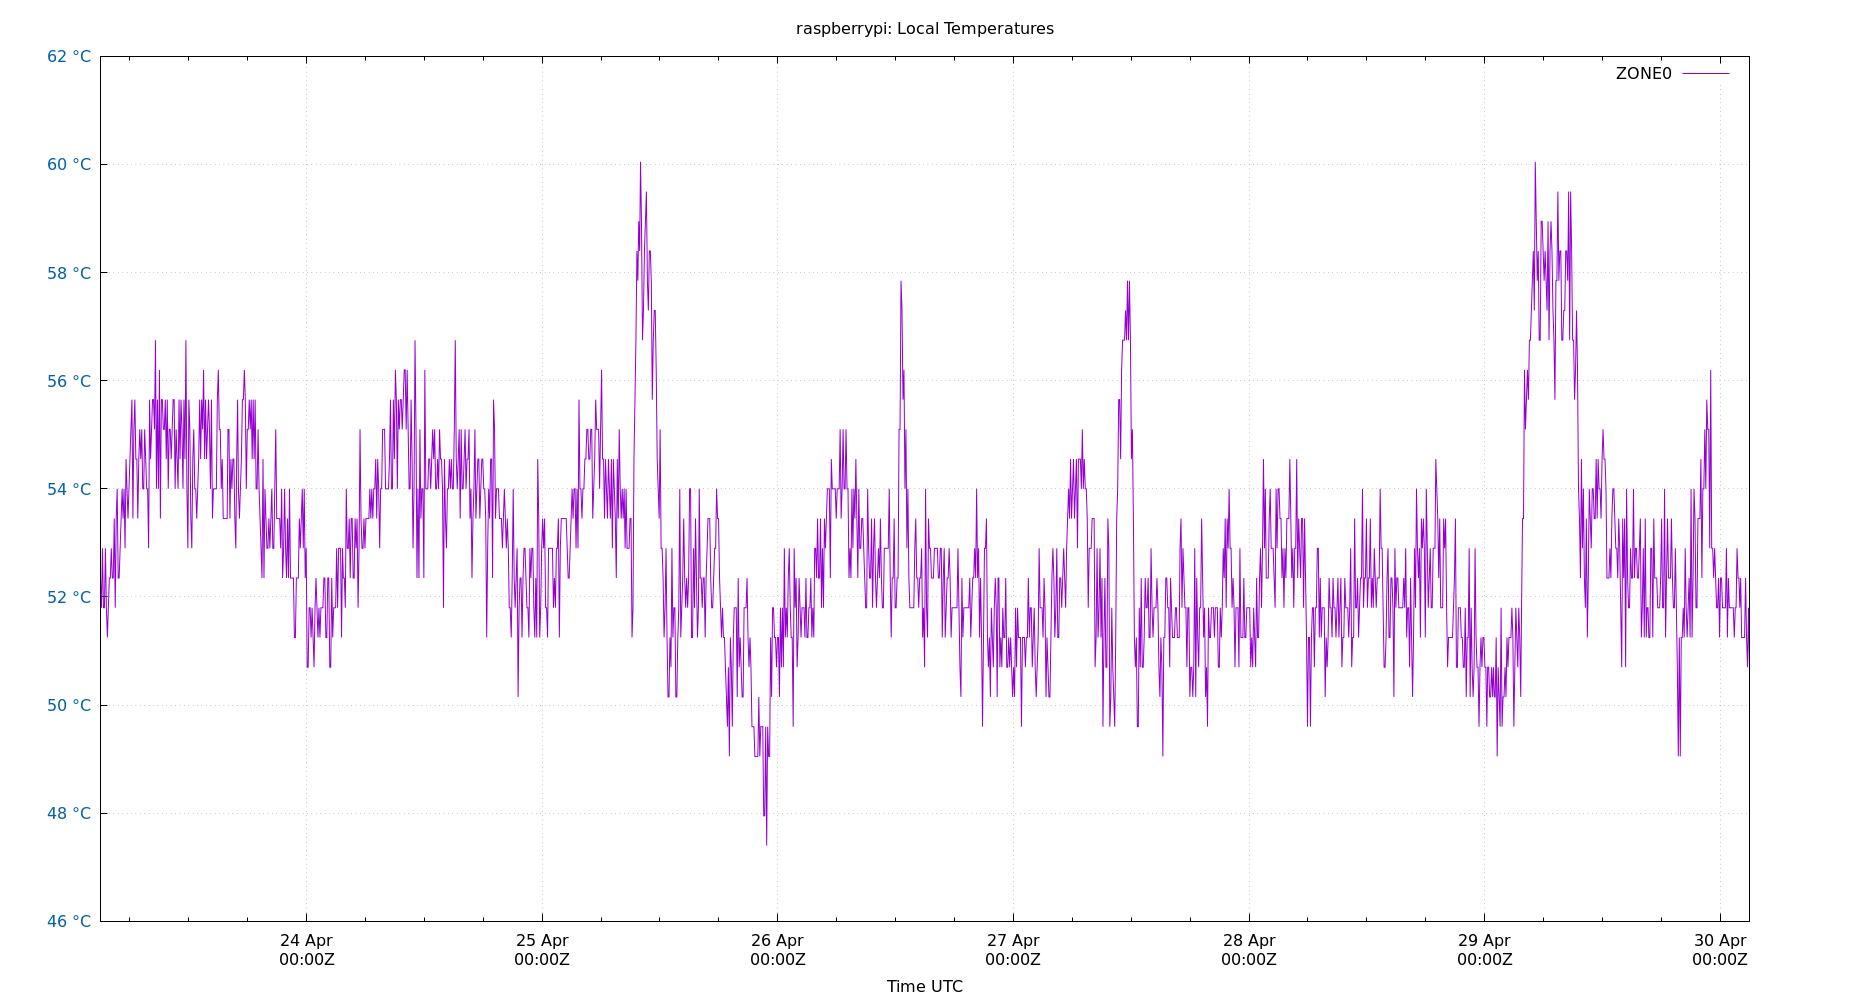 raspberrypi: Local Temperatures
ZONE0
62 °C
60 °C
58 °C
56 °C
54 °C
52 °C
50 °C
48 °C
46 °C
24 Apr
00:00Z
25 Apr
00:00Z
26 Apr
00:00Z
27 Apr
00:00Z
28 Apr
00:00Z
29 Apr
00:00Z
30 Apr
00:00Z
Time UTC